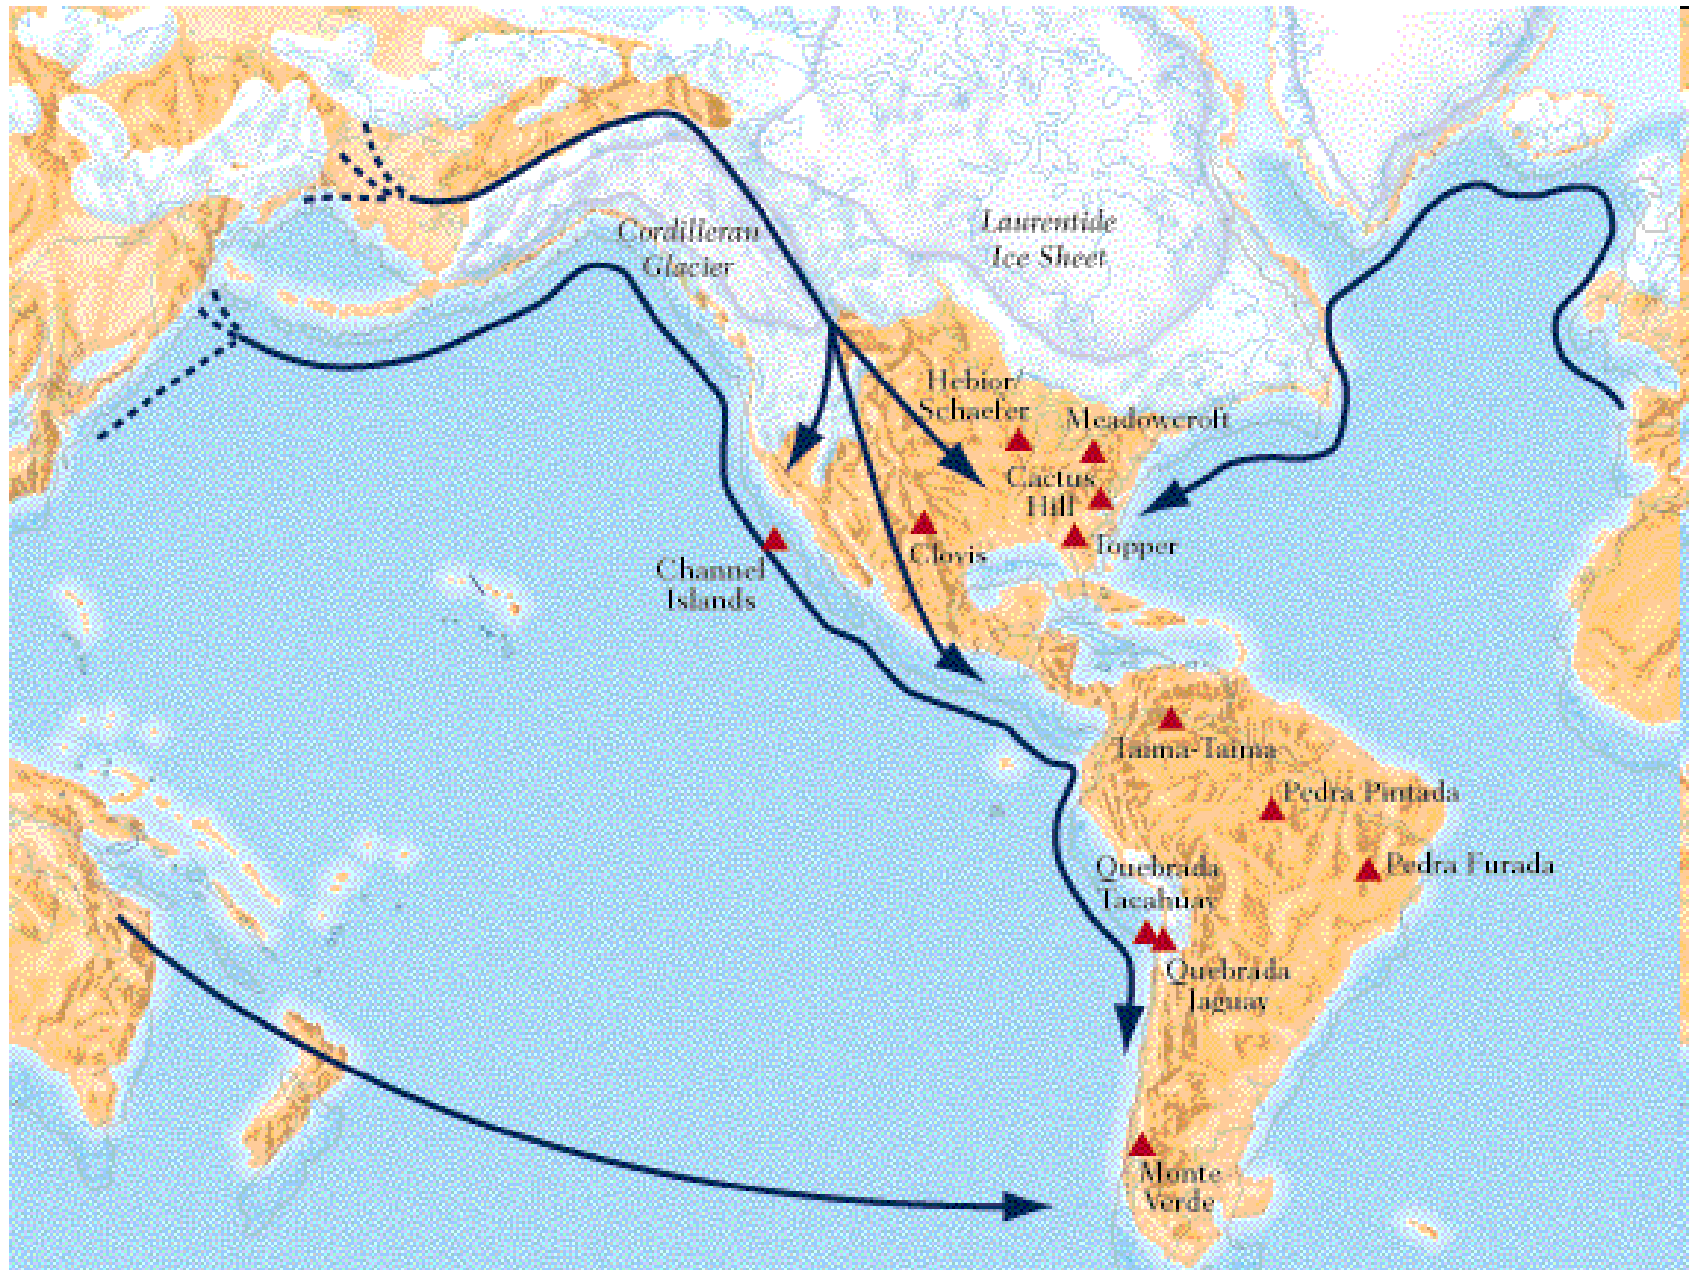 Cordilleran
Glacier
Laurentide
Ice Sheet
Hebior/
Schaefer
Meadowcroft
Cactus
Hill
Topper
Clovis
Channel
Islands
Taima-Taima
Pedra Pintada
Pedra Furada
Quebrada
Tacahuay
Quebrada
Jaguay
Monte
Verde